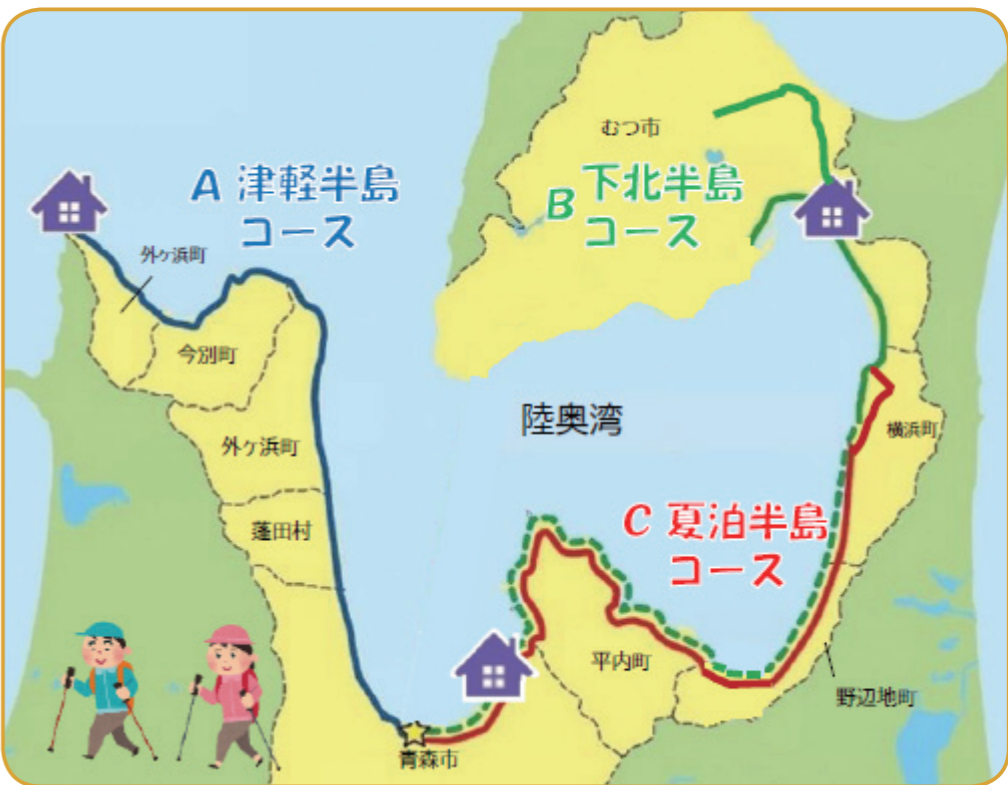 むつ市
A 津軽半島
コース
B 下北半島
コース
外ヶ浜町
今別町
陸奥湾
横浜町
外ケ浜町
C 夏泊半島
コース
蓬田村
平内町
野辺地町
青森市